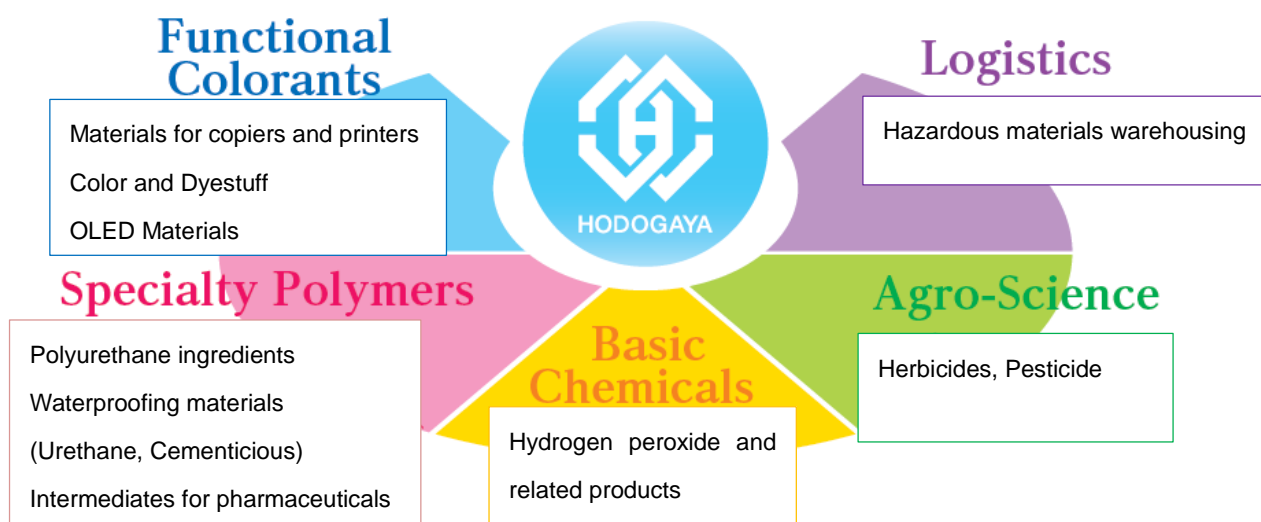 Functional
Colorants
Materials for copiers and printers
Color and Dyestuff
OLED Materials
HODOGAYA
Logistics
Hazardous materials warehousing
Specialty Polymers
Polyurethane ingredients
Waterproofing materials
(Urethane, Cementicious)
Intermediates for pharmaceuticals
Basic
Chemicals
Hydrogen peroxide and
related products
Agro-Science
Herbicides, Pesticide